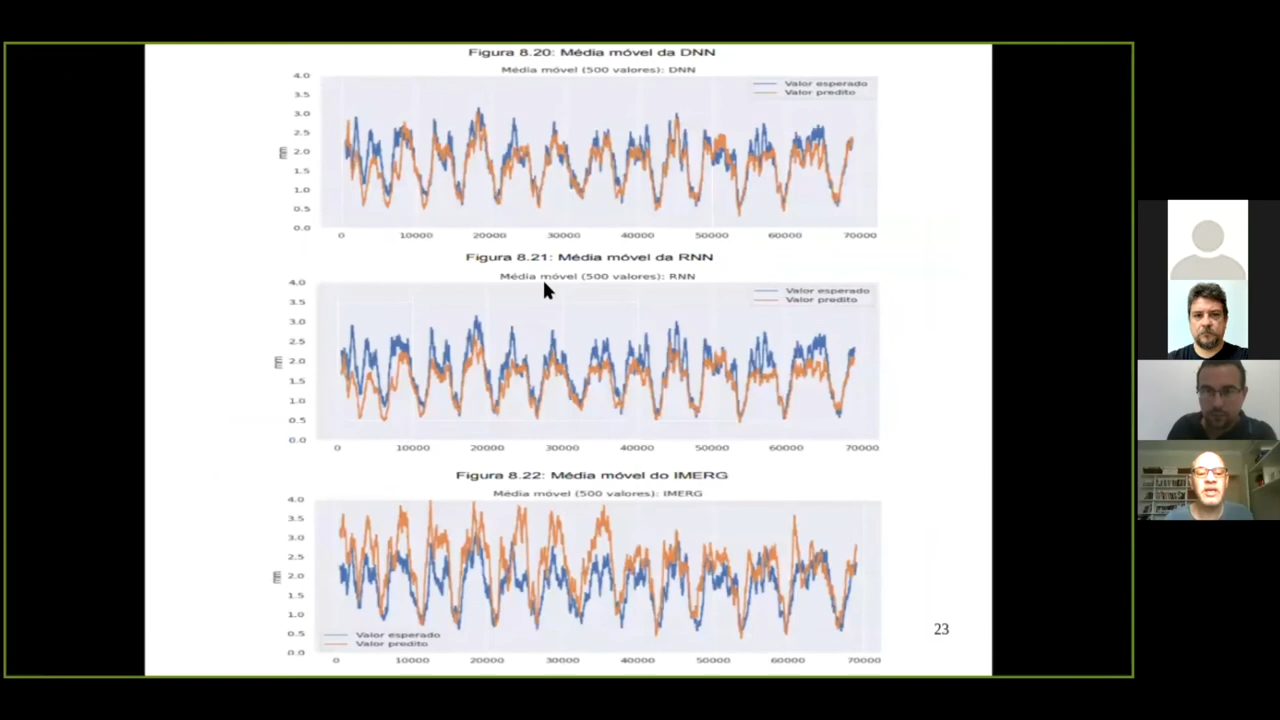 Figura 8.20: Média móvel da DNN
Média móvel (500 valores): DNN
4.0
3.5
3.0
2.5
2.0
1.5
1.0
0.5
0.0
mm
Valor esperado
Valor predito
0 10000 20000 30000 40000 50000 60000 70000
Figura 8.21: Média móvel da RNN
Média móvel (500 valores): RNN
4.0
3.5
3.0
2.5
2.0
1.5
1.0
0.5
0.0
mm
Valor esperado
Valor predito
0 10000 20000 30000 40000 50000 60000 70000
Figura 8.22: Média móvel do IMERG
Média móvel (500 valores): IMERG
4.0
3.5
3.0
2.5
2.0
1.5
1.0
0.5
0.0
mm
Valor esperado
Valor predito
0 10000 20000 30000 40000 50000 60000 70000
23